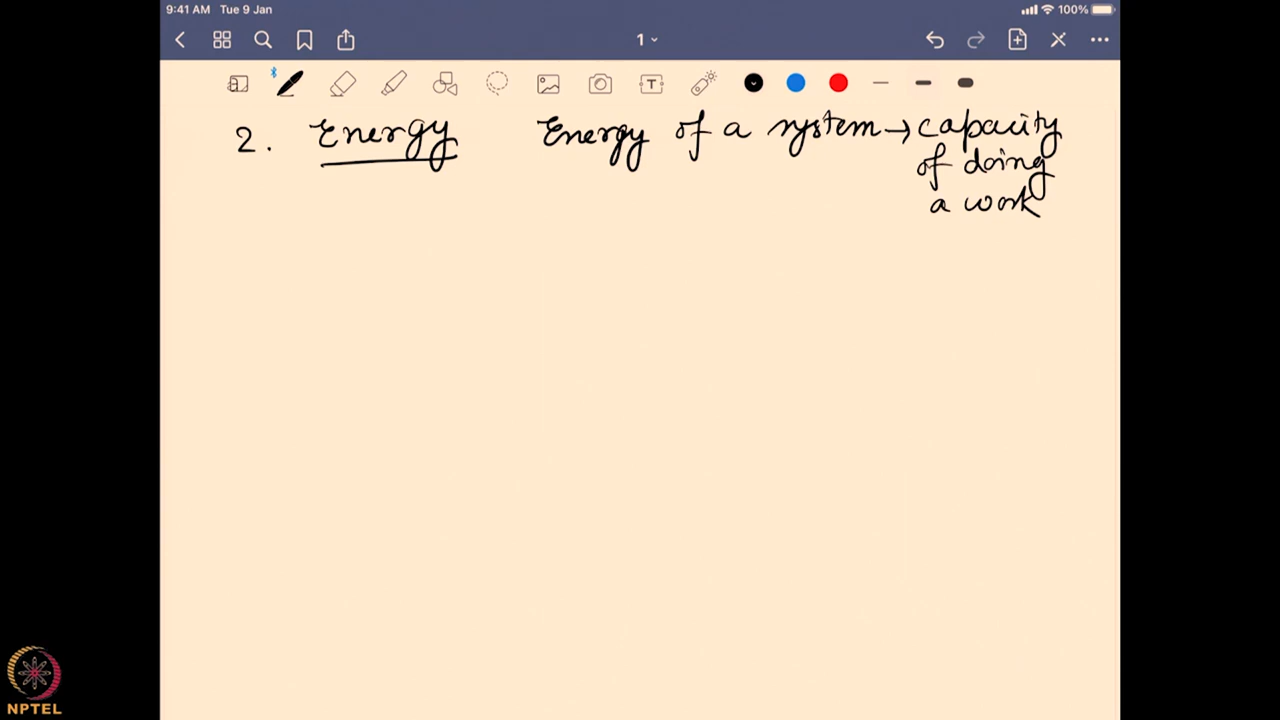 9:41 AM Tue 9 Jan
100%
1
T
2. Energy Energy of a system → capacity
of doing
a work
NPTEL